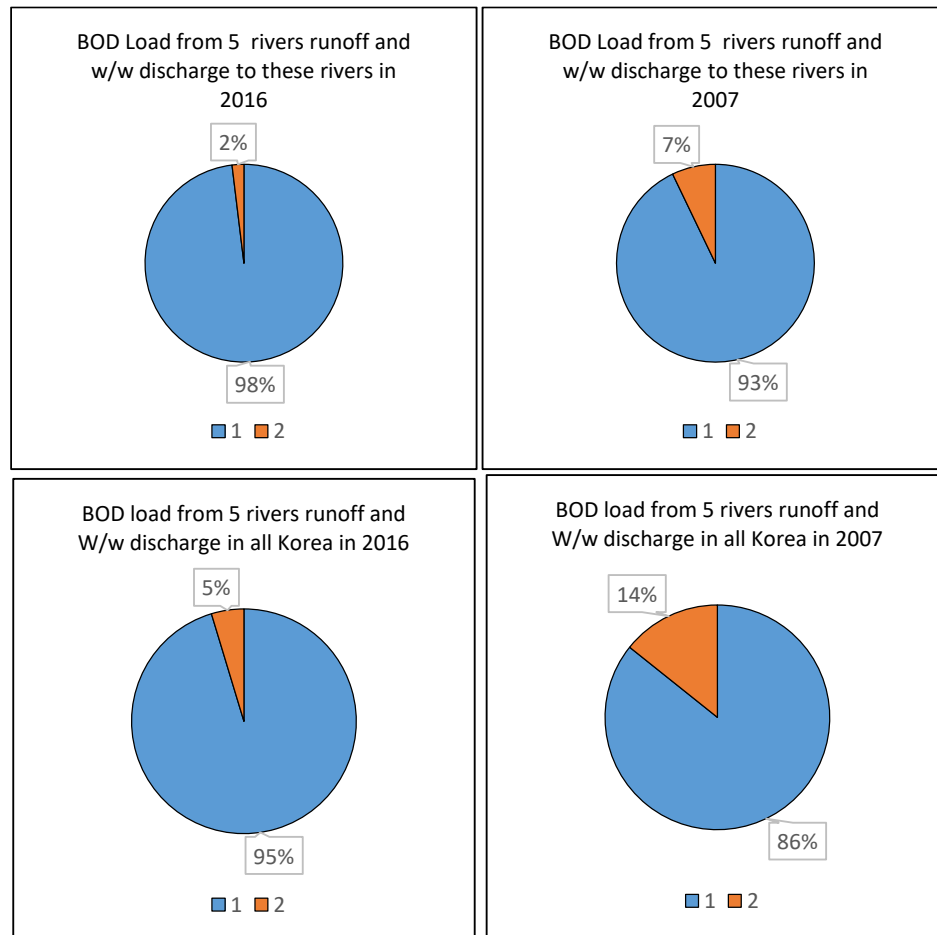 BOD Load from 5 rivers runoff and
w/w discharge to these rivers in
2016
2%
98%
1 2
BOD Load from 5 rivers runoff and
w/w discharge to these rivers in
2007
7%
93%
1 2
BOD load from 5 rivers runoff and
W/w discharge in all Korea in 2016
5%
95%
1 2
BOD load from 5 rivers runoff and
W/w discharge in all Korea in 2007
14%
86%
1 2